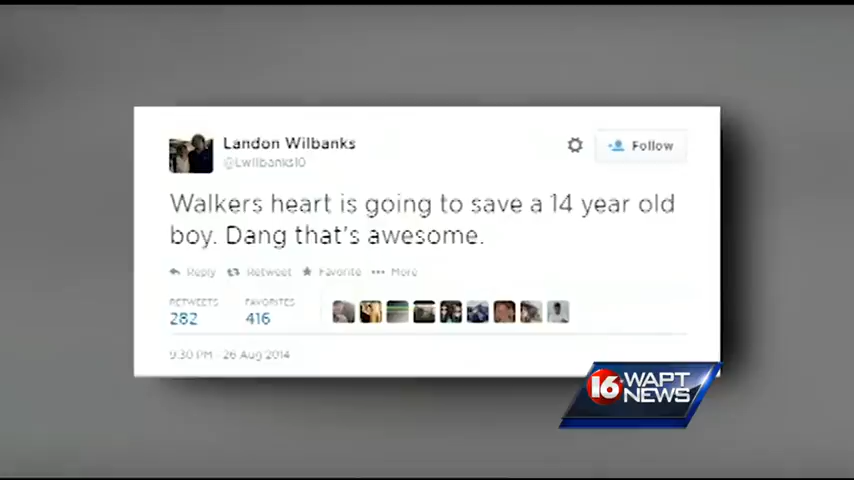 Landon Wilbanks
@Lwilbanks10
Follow
Walkers heart is going to save a 14 year old
boy. Dang that's awesome.
Reply Retweet Favorite More
RETWEETS FAVORITES
282 416
9:30 PM - 26 Aug 2014
16 WAPT
NEWS